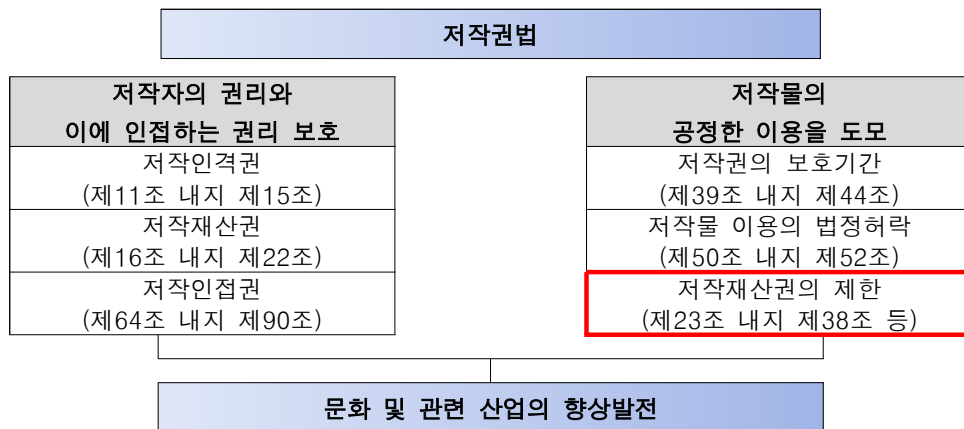 저작권법
저작자의 권리와
이에 인접하는 권리 보호
저작인격권
(제11조 내지 제15조)
저작재산권
(제16조 내지 제22조)
저작인접권
(제64조 내지 제90조)
저작물의
공정한 이용을 도모
저작권의 보호기간
(제39조 내지 제44조)
저작물 이용의 법정허락
(제50조 내지 제52조)
저작재산권의 제한
(제23조 내지 제38조 등)
문화 및 관련 산업의 향상발전